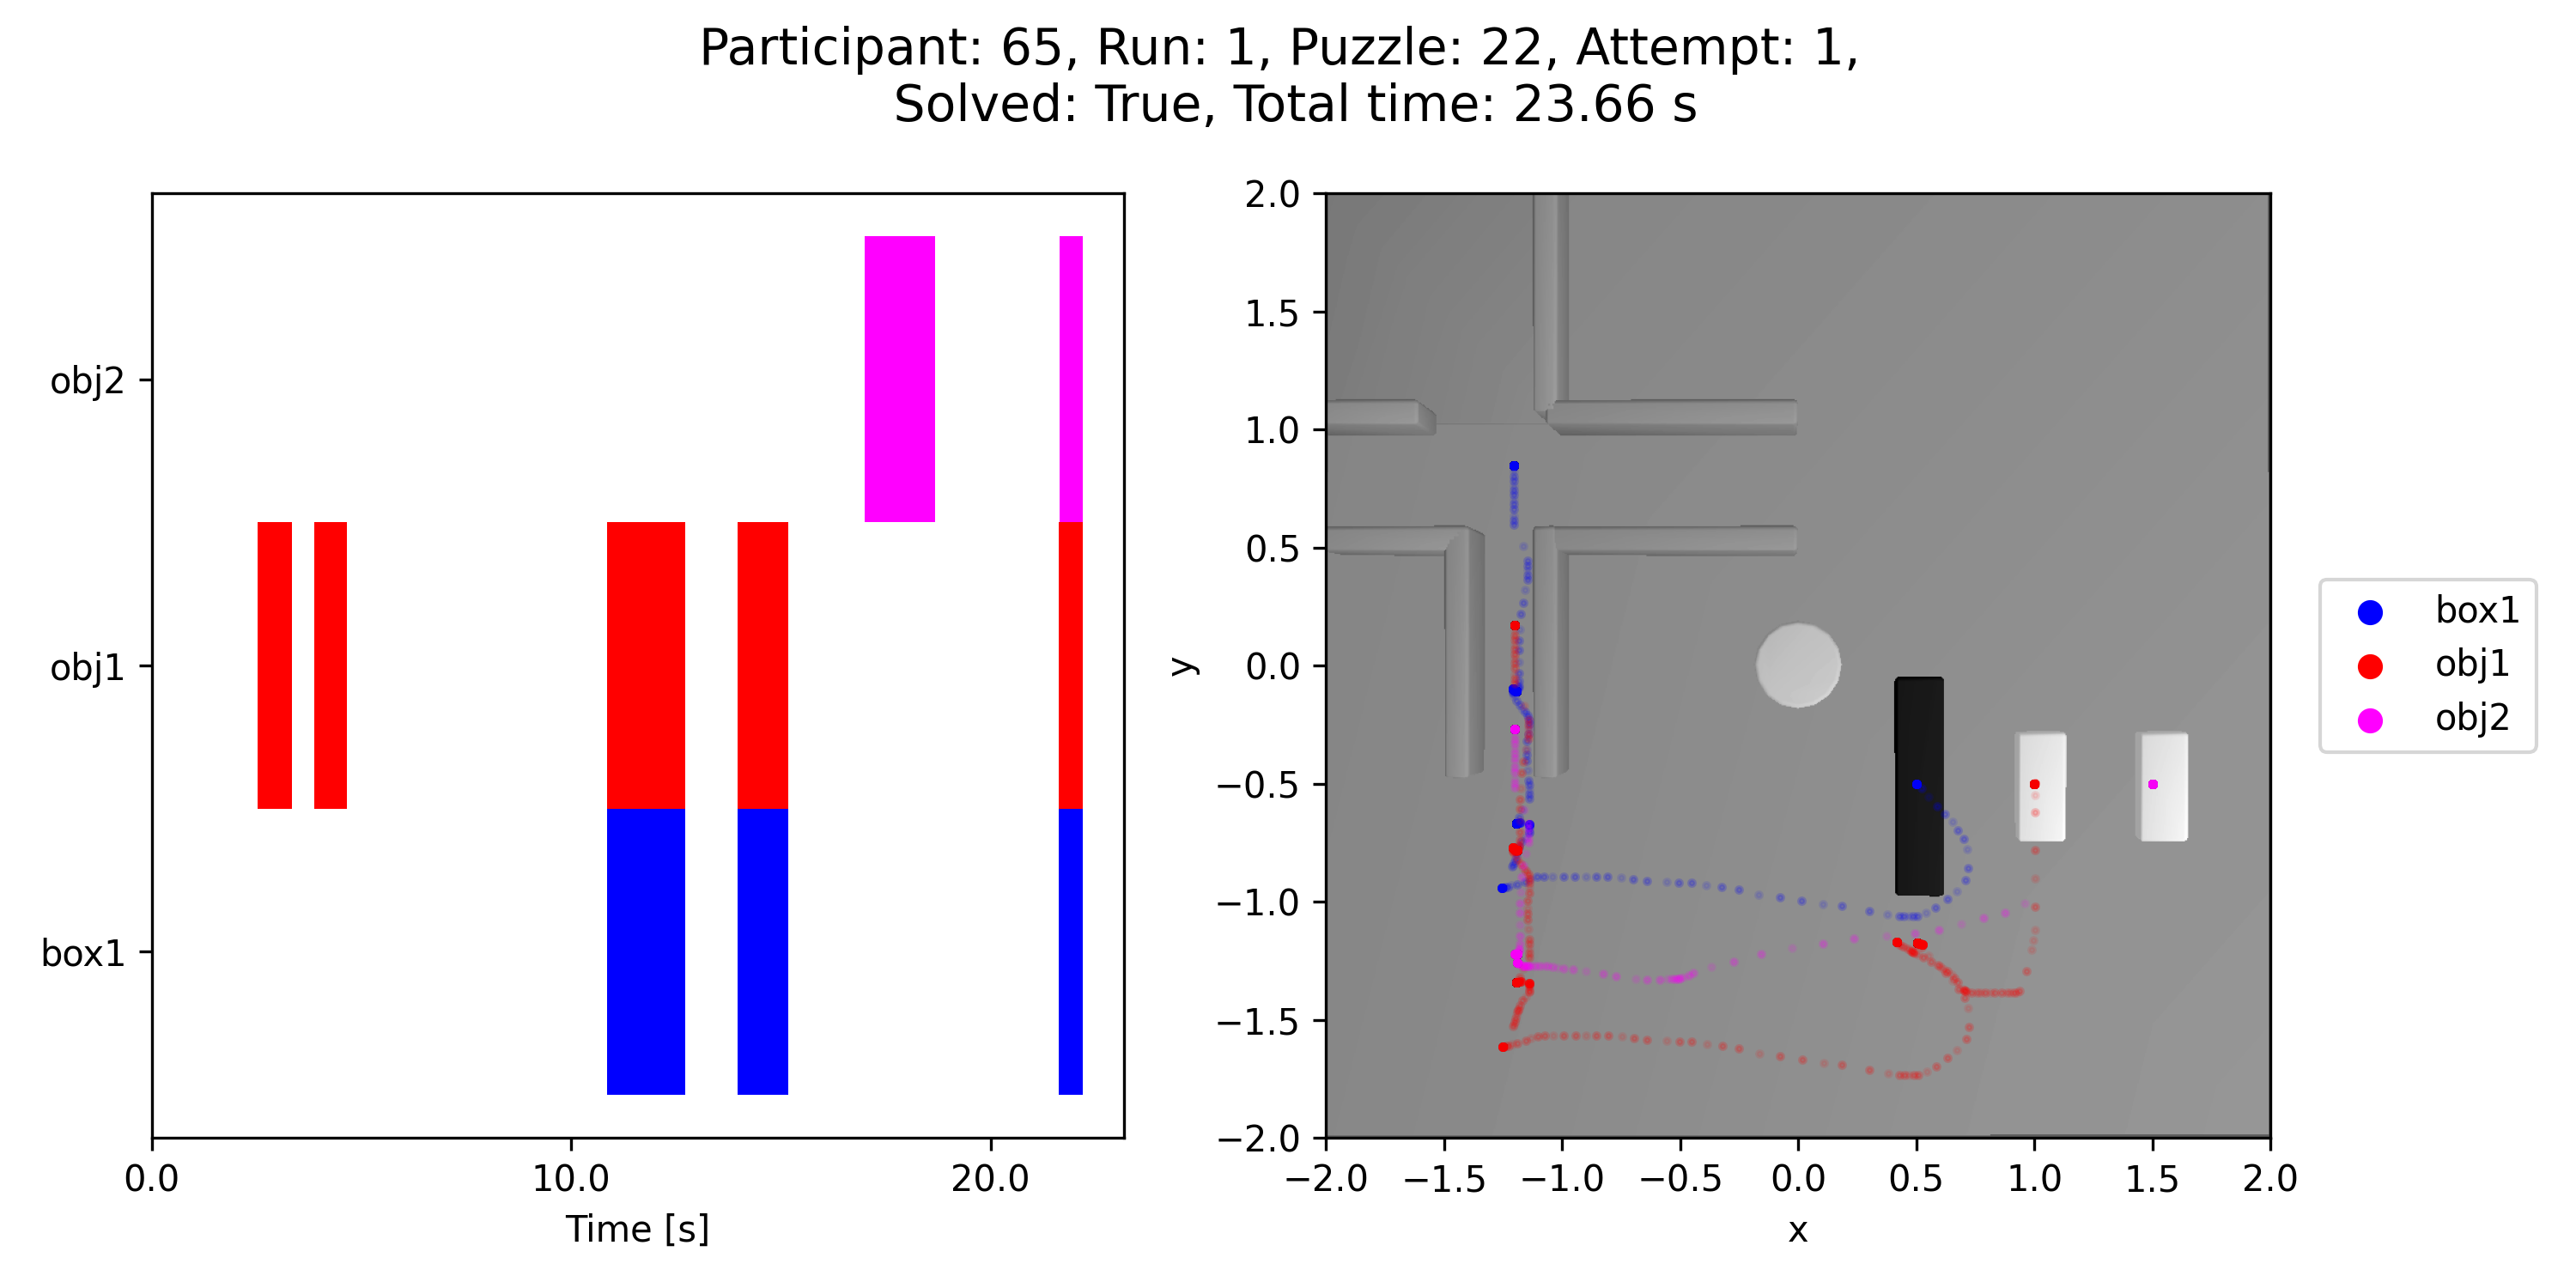 Participant: 65, Run: 1, Puzzle: 22, Attempt: 1,
Solved: True, Total time: 23.66 s
obj2
obj1
box1
0.0 10.0 20.0
Time [s]
2.0
1.5
1.0
0.5
0.0
−0.5
−1.0
−1.5
−2.0
y
−2.0 −1.5 −1.0 −0.5 0.0 0.5 1.0 1.5 2.0
x
box1
obj1
obj2